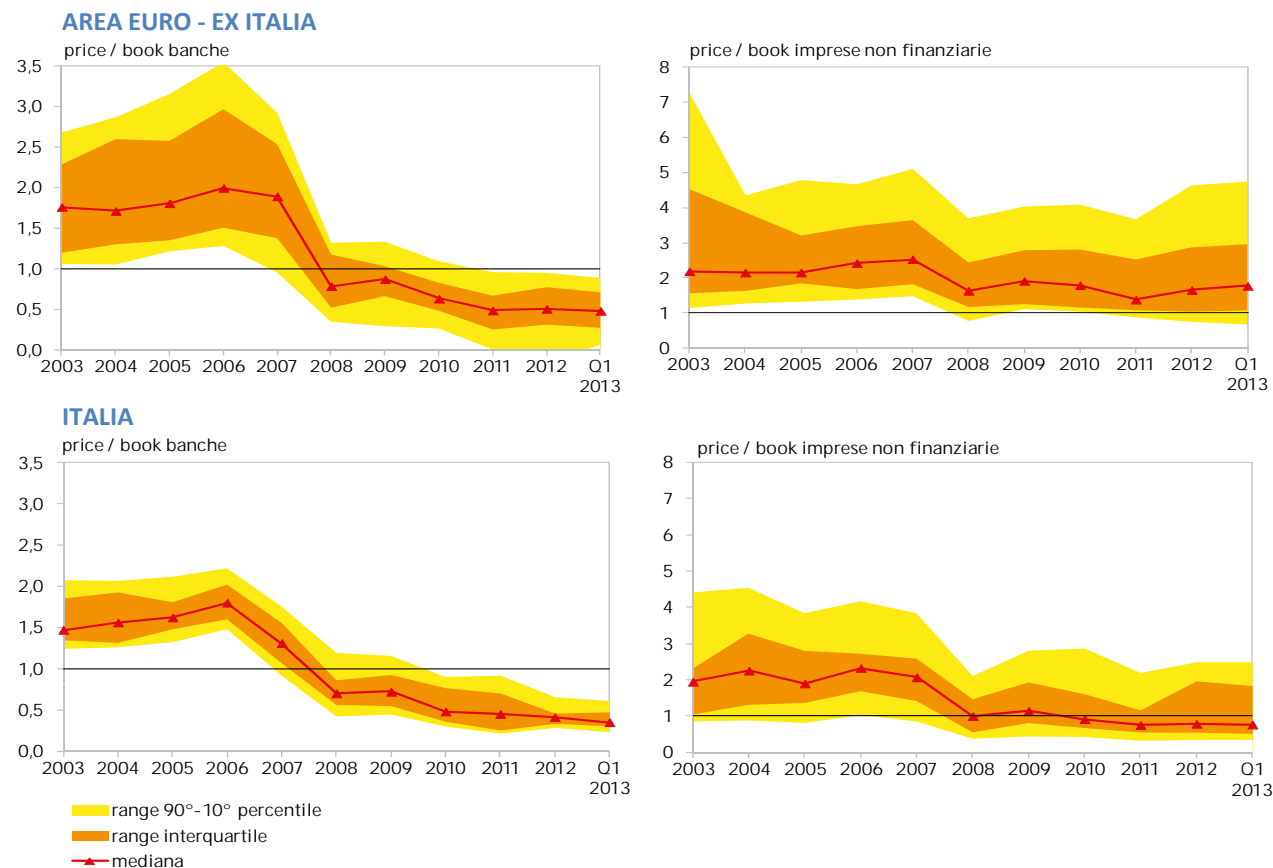 AREA EURO - EX ITALIA
price / book banche
3,5
3,0
2,5
2,0
1,5
1,0
0,5
0,0
2003 2004 2005 2006 2007 2008 2009 2010 2011 2012 Q1
2013
price / book imprese non finanziarie
8
7
6
5
4
3
2
1
0
2003 2004 2005 2006 2007 2008 2009 2010 2011 2012 Q1
2013
ITALIA
price / book banche
3,5
3,0
2,5
2,0
1,5
1,0
0,5
0,0
2003 2004 2005 2006 2007 2008 2009 2010 2011 2012 Q1
2013
price / book imprese non finanziarie
8
7
6
5
4
3
2
1
0
2003 2004 2005 2006 2007 2008 2009 2010 2011 2012 Q1
2013
range 90°-10° percentile
range interquartile
mediana